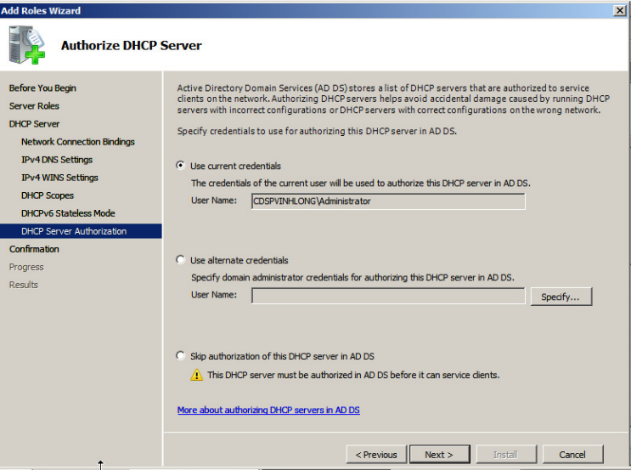 Add Roles Wizard
Authorize DHCP Server
Before You Begin
Server Roles
DHCP Server
Network Connection Bindings
IPv4 DNS Settings
IPv4 WINS Settings
DHCP Scopes
DHCPv6 Stateless Mode
DHCP Server Authorization
Confirmation
Progress
Results
Active Directory Domain Services (AD DS) stores a list of DHCP servers that are authorized to service
clients on the network. Authorizing DHCP servers helps avoid accidental damage caused by running DHCP
servers with incorrect configurations or DHCP servers with correct configurations on the wrong network.
Specify credentials to use for authorizing this DHCP server in AD DS.
Use current credentials
The credentials of the current user will be used to authorize this DHCP server in AD DS.
User Name: CDSPVINHLONG\Administrator
Use alternate credentials
Specify domain administrator credentials for authorizing this DHCP server in AD DS.
User Name: Specify...
Skip authorization of this DHCP server in AD DS
This DHCP server must be authorized in AD DS before it can service clients.
More about authorizing DHCP servers in AD DS
< Previous Next > Install Cancel